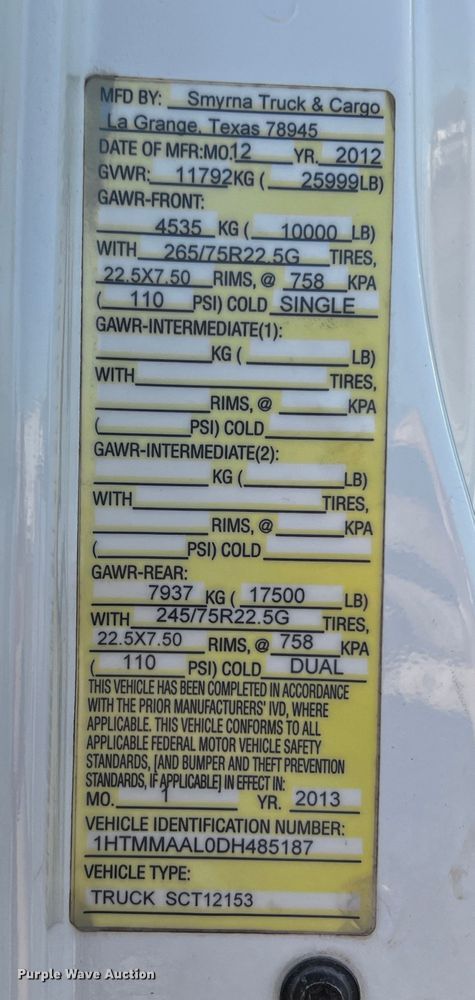 MFD BY: Smyrna Truck & Cargo
La Grange, Texas 78945
DATE OF MFR:MO.12 YR. 2012
GVWR: 11792KG ( 25999LB)
GAWR-FRONT:
4535 KG ( 10000 LB)
WITH 265/75R22.5G TIRES,
22.5X7.50 RIMS, @ 758 KPA
( 110 PSI) COLD SINGLE
GAWR-INTERMEDIATE(1):
KG ( LB)
WITH TIRES,
RIMS, @ KPA
( PSI) COLD
GAWR-INTERMEDIATE(2):
KG ( LB)
WITH TIRES,
RIMS, @ KPA
( PSI) COLD
GAWR-REAR:
7937 KG ( 17500 LB)
WITH 245/75R22.5G TIRES,
22.5X7.50 RIMS, @ 758 KPA
( 110 PSI) COLD DUAL
THIS VEHICLE HAS BEEN COMPLETED IN ACCORDANCE
WITH THE PRIOR MANUFACTURERS' IVD, WHERE
APPLICABLE. THIS VEHICLE CONFORMS TO ALL
APPLICABLE FEDERAL MOTOR VEHICLE SAFETY
STANDARDS, [AND BUMPER AND THEFT PREVENTION
STANDARDS, IF APPLICABLE] IN EFFECT IN:
MO. 1 YR. 2013
VEHICLE IDENTIFICATION NUMBER:
1HTMMAAL0DH485187
VEHICLE TYPE:
TRUCK SCT12153
Purple Wave Auction